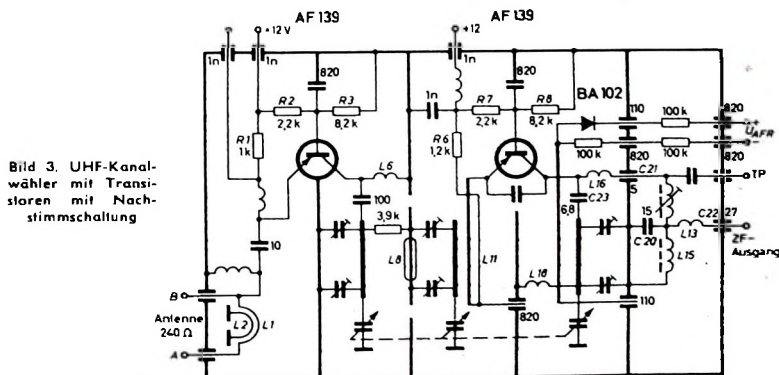 AF 139
AF 139
+12 V
+12
1n
1n
1n
820
820
R2
R3
2,2 k
8,2 k
R1
1k
1n
R7
R8
2,2 k
8,2 k
R6
1,2 k
BA 102
110
100 k
820
+
U AFR
-
100 k
820
100 k
820
L6
L16
C21
5
TP
100
3,9 k
L8
6,8
C23
15
C20
L13
C22
27
ZF-
Ausgang
10
L11
L18
L15
B
Antenne
240 Ω
A
L2
L1
820
110
Bild 3. UHF-Kanal-
wähler mit Transi-
storen mit Nach-
stimmschaltung